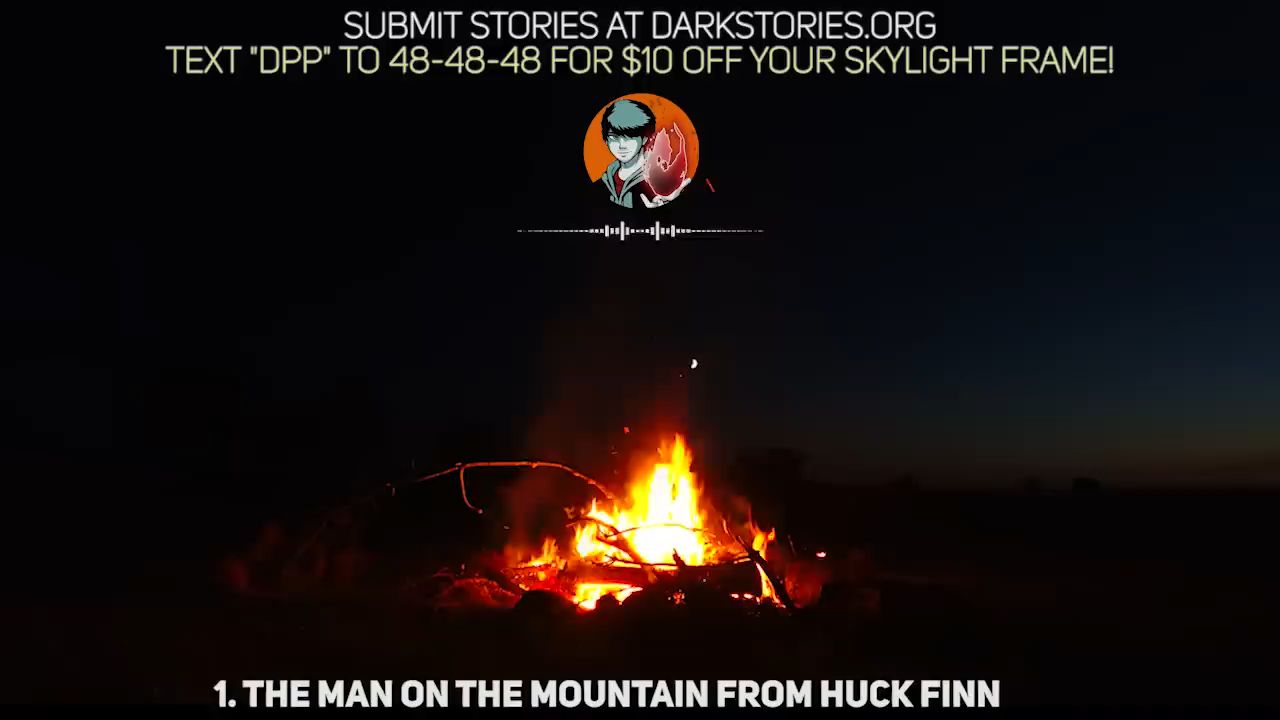 SUBMIT STORIES AT DARKSTORIES.ORG
TEXT "DPP" TO 48-48-48 FOR $10 OFF YOUR SKYLIGHT FRAME!
1. THE MAN ON THE MOUNTAIN FROM HUCK FINN